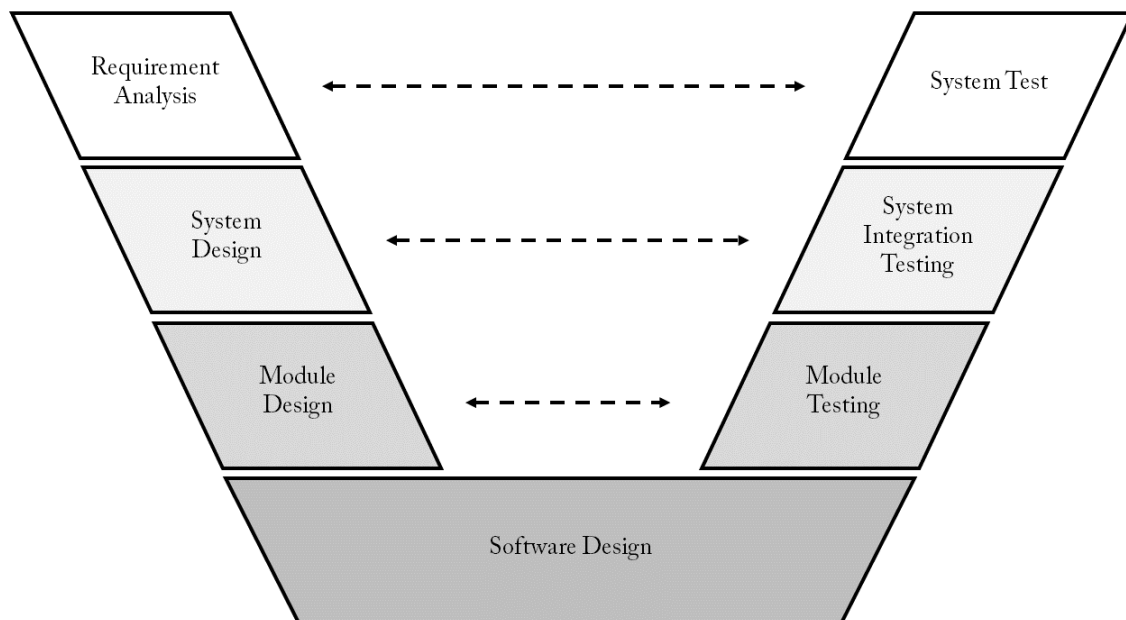 Requirement
Analysis
System Test
System
Design
System
Integration
Testing
Module
Design
Module
Testing
Software Design